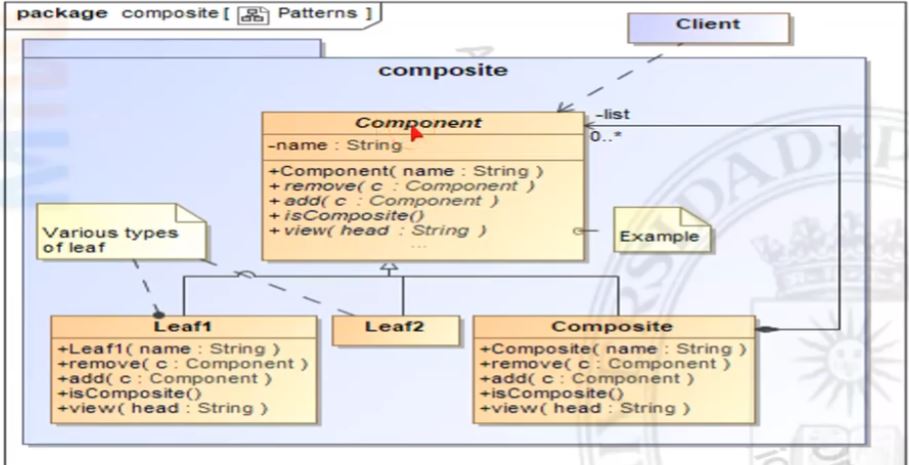 package composite[ Patterns ]
Client
composite
Component
-list
0..*
-name : String
+Component( name : String )
+ remove( c : Component )
+ add( c : Component )
+ isComposite()
+ view( head : String )
...
Various types
of leaf
Example
Leaf1
+Leaf1( name : String )
+remove( c : Component )
+add( c : Component )
+isComposite()
+view( head : String )
Leaf2
Composite
+Composite( name : String )
+remove( c : Component )
+add( c : Component )
+isComposite()
+view( head : String )